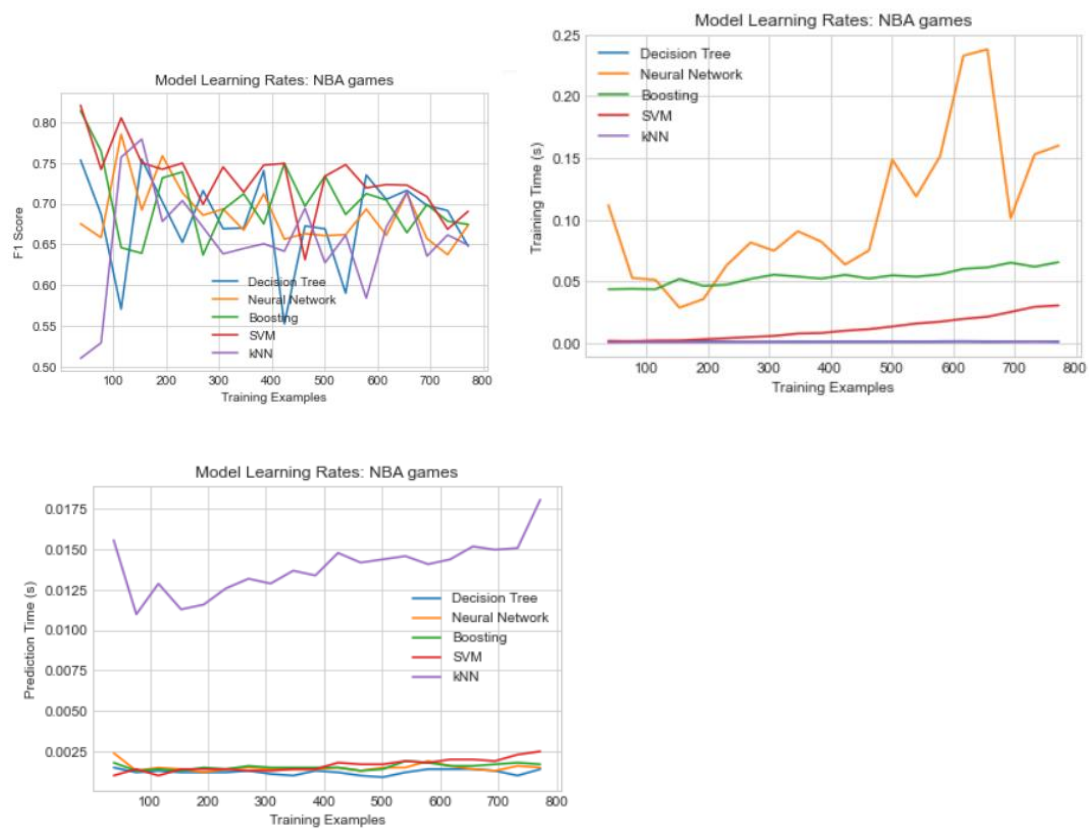 Model Learning Rates: NBA games
0.80
0.75
0.70
0.65
0.60
0.55
0.50
F1 Score
Decision Tree
Neural Network
Boosting
SVM
kNN
100 200 300 400 500 600 700 800
Training Examples
Model Learning Rates: NBA games
0.25
0.20
0.15
0.10
0.05
0.00
Training Time (s)
Decision Tree
Neural Network
Boosting
SVM
kNN
100 200 300 400 500 600 700 800
Training Examples
Model Learning Rates: NBA games
0.0175
0.0150
0.0125
0.0100
0.0075
0.0050
0.0025
Prediction Time (s)
Decision Tree
Neural Network
Boosting
SVM
kNN
100 200 300 400 500 600 700 800
Training Examples